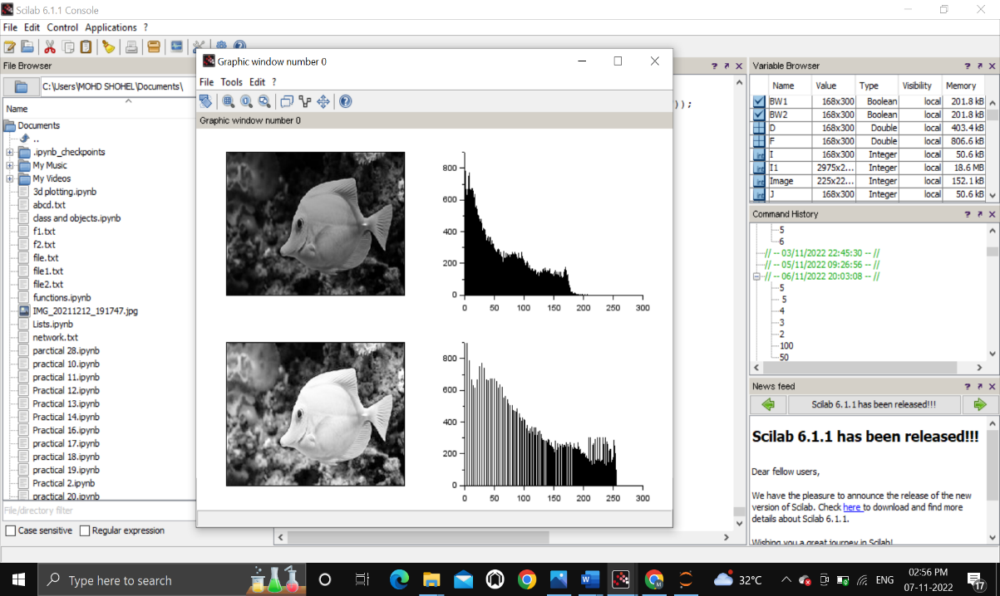 Scilab 6.1.1 Console
File Edit Control Applications ?
File Browser
C:\Users\MOHD SHOHEL\Documents\
Name
Documents
..
.ipynb_checkpoints
My Music
My Videos
3d plotting.ipynb
abcd.txt
class and objects.ipynb
f1.txt
f2.txt
file.txt
file1.txt
file2.txt
functions.ipynb
IMG_20211212_191747.jpg
Lists.ipynb
network.txt
parctical 28.ipynb
practical 10.ipynb
practical 11.ipynb
Practical 12.ipynb
Practical 13.ipynb
Practical 14.ipynb
Practical 16.ipynb
practical 17.ipynb
practical 18.ipynb
practical 19.ipynb
Practical 2.ipynb
practical 20.ipynb
File/directory filter
Case sensitive Regular expression
Graphic window number 0
File Tools Edit ?
Graphic window number 0
800
600
400
200
0
0 50 100 150 200 250 300
800
600
400
200
0
0 50 100 150 200 250 300
));
Variable Browser
Name Value Type Visibility Memory
BW1 168x300 Boolean local 201.8 kB
BW2 168x300 Boolean local 201.8 kB
D 168x300 Double local 403.4 kB
F 168x300 Double local 806.6 kB
I 168x300 Integer local 50.6 kB
I1 2975x2... Integer local 18.6 MB
Image 225x22... Integer local 152.1 kB
J 168x300 Integer local 50.6 kB
Command History
5
6
// -- 03/11/2022 22:45:30 -- //
// -- 05/11/2022 09:26:56 -- //
// -- 06/11/2022 20:03:08 -- //
5
5
4
3
2
100
50
News feed
Scilab 6.1.1 has been released!!!
Scilab 6.1.1 has been released!!!
Dear fellow users,
We have the pleasure to announce the release of the new
version of Scilab. Check here to download and find more
details about Scilab 6.1.1.
Wishing you a great journey in Scilab!
Type here to search
32°C
ENG
02:56 PM
07-11-2022
17